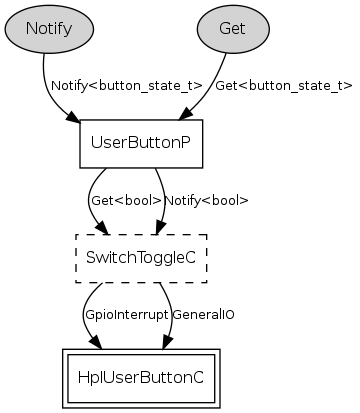 Notify
Get
Notify<button_state_t>
Get<button_state_t>
UserButtonP
Get<bool>
Notify<bool>
SwitchToggleC
GpioInterrupt
GeneralIO
HplUserButtonC